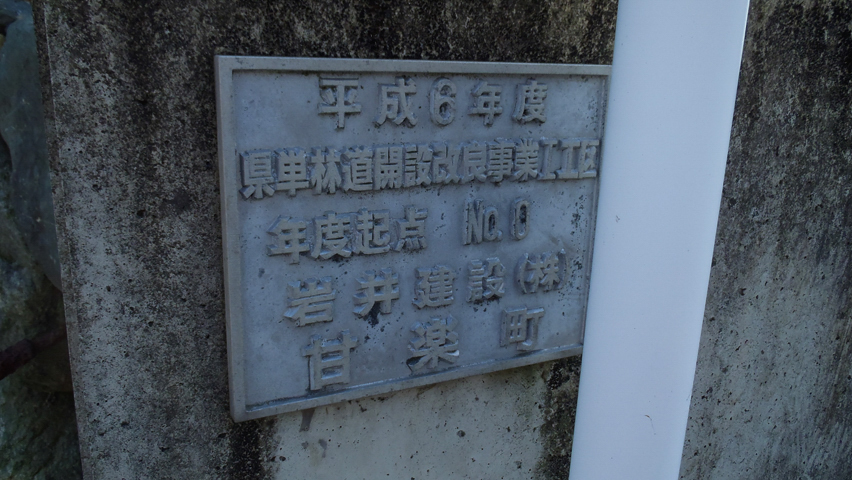 平成6年度
県単林道開設改良事業Ⅰ工区
年度起点 No.0
岩井建設(株)
甘楽町